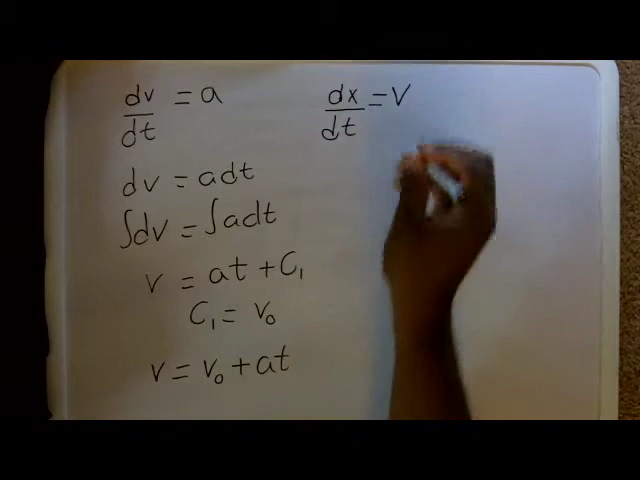 dv/dt = a
dv = adt
∫dv = ∫adt
v = at + C₁
C₁ = v₀
v = v₀ + at
dx/dt = v